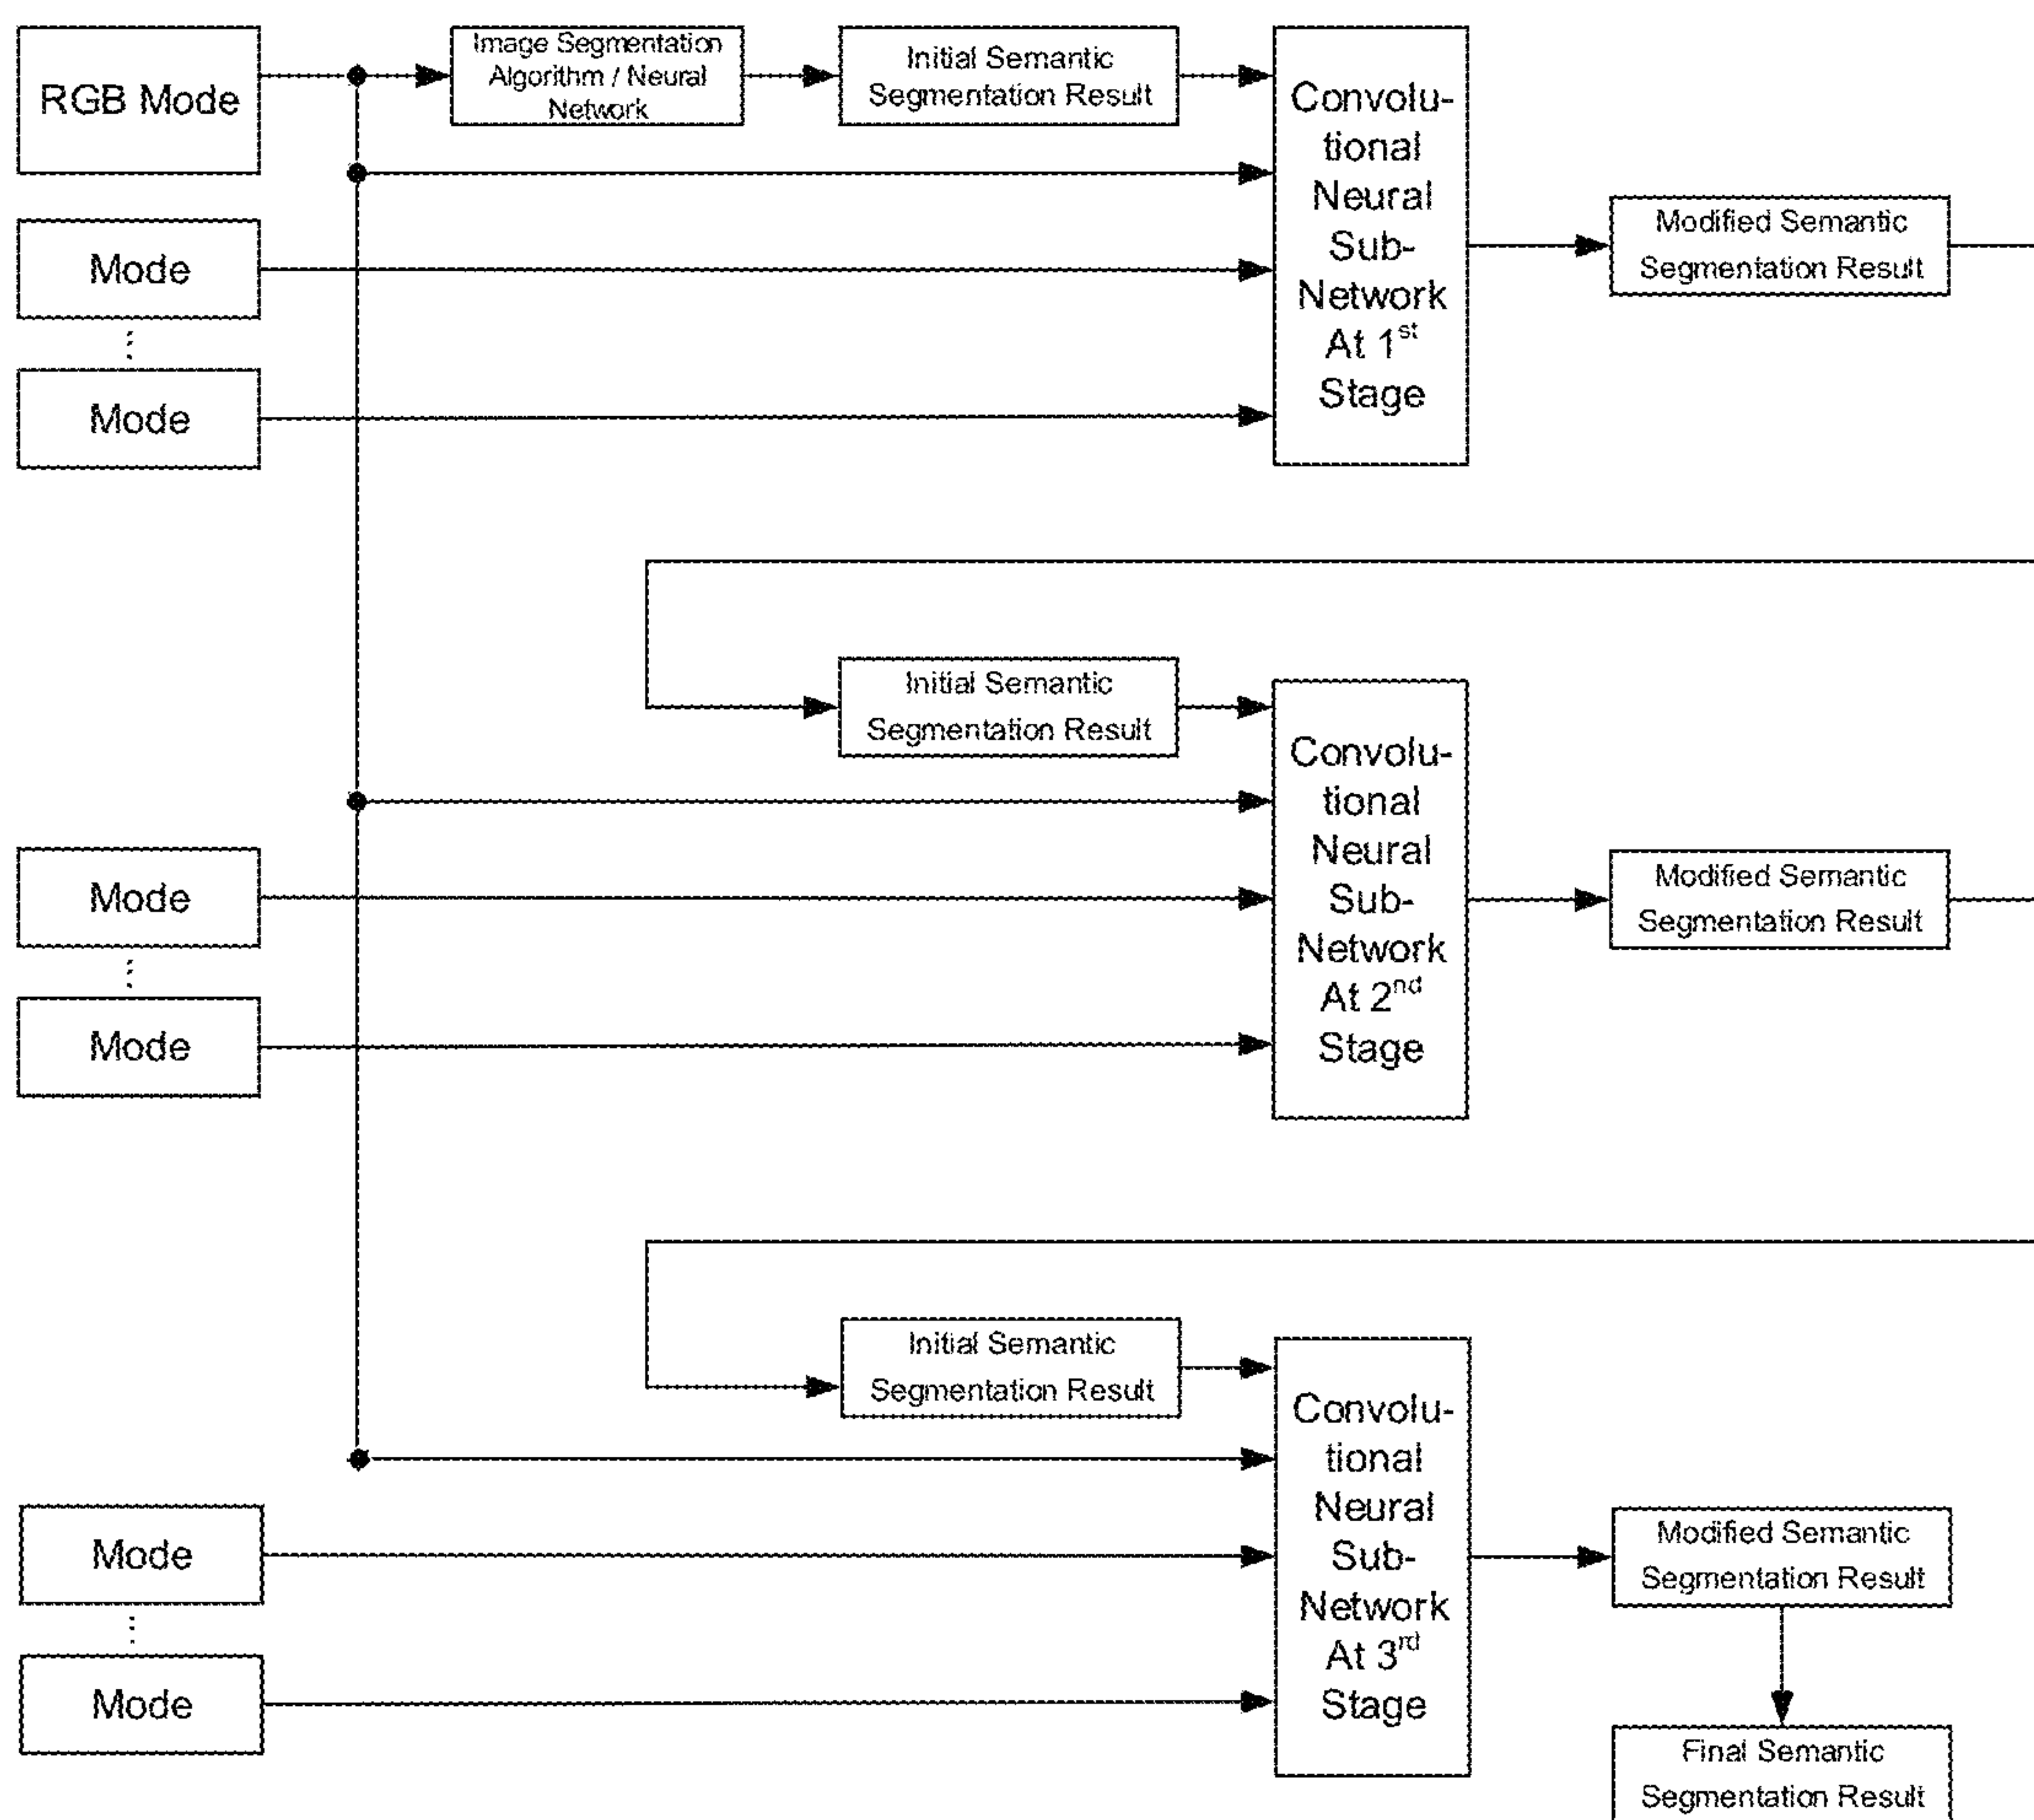 RGB Mode
Image Segmentation
Algorithm / Neural
Network
Initial Semantic
Segmentation Result
Convolu-
tional
Neural
Sub-
Network
At 1st
Stage
Mode
Mode
Modified Semantic
Segmentation Result
Initial Semantic
Segmentation Result
Convolu-
tional
Neural
Sub-
Network
At 2nd
Stage
Mode
Mode
Modified Semantic
Segmentation Result
Initial Semantic
Segmentation Result
Convolu-
tional
Neural
Sub-
Network
At 3rd
Stage
Mode
Mode
Modified Semantic
Segmentation Result
Final Semantic
Segmentation Result